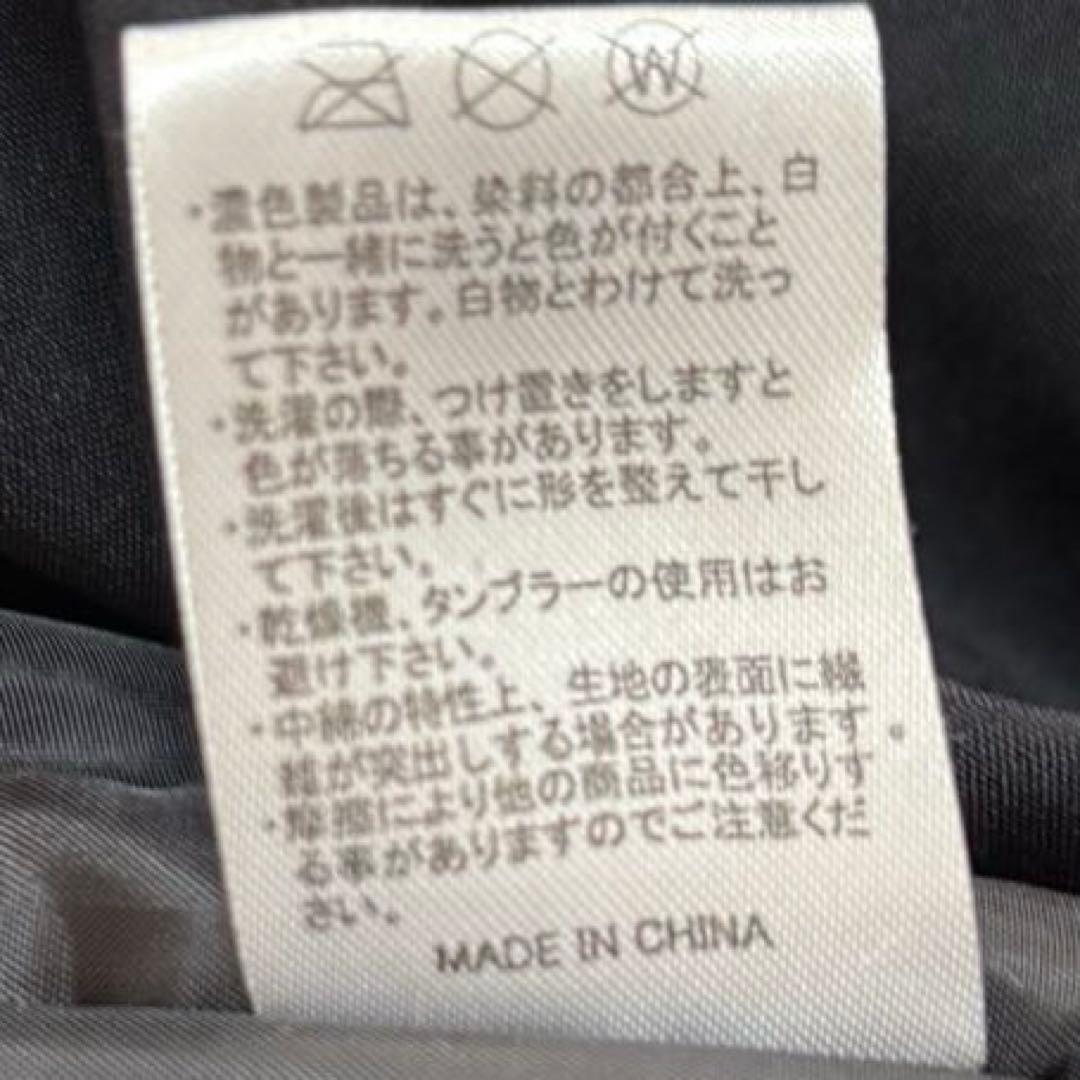 W
・濃色製品は、染料の都合上、白
物と一緒に洗うと色が付くこと
があります。白物とわけて洗っ
て下さい。
・洗濯の際、つけ置きをしますと
色が落ちる事があります。
・洗濯後はすぐに形を整えて干し
て下さい。
・乾燥機、タンブラーの使用はお
避け下さい。
・中綿の特性上、生地の表面に繊
維が突出しする場合があります。
・摩擦により他の商品に色移りす
る事がありますのでご注意くだ
さい。
MADE IN CHINA